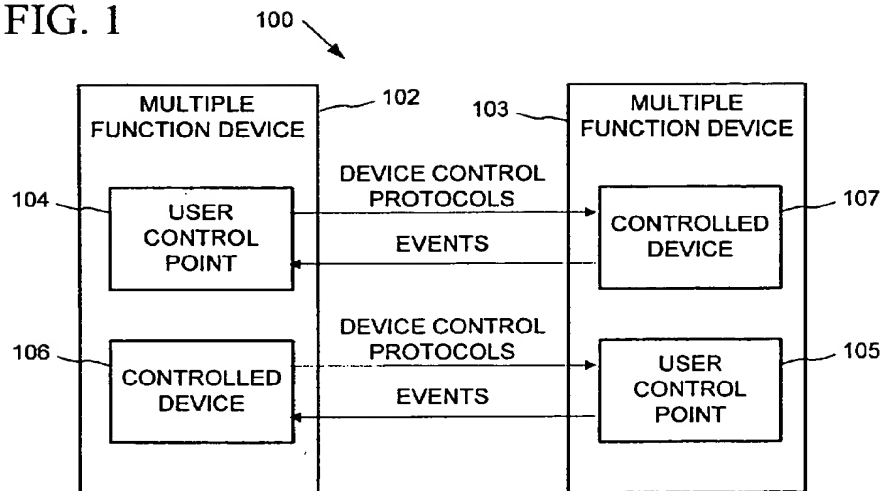 FIG. 1
100
MULTIPLE
FUNCTION DEVICE
102
103
MULTIPLE
FUNCTION DEVICE
104
USER
CONTROL
POINT
DEVICE CONTROL
PROTOCOLS
EVENTS
CONTROLLED
DEVICE
107
106
CONTROLLED
DEVICE
DEVICE CONTROL
PROTOCOLS
EVENTS
USER
CONTROL
POINT
105